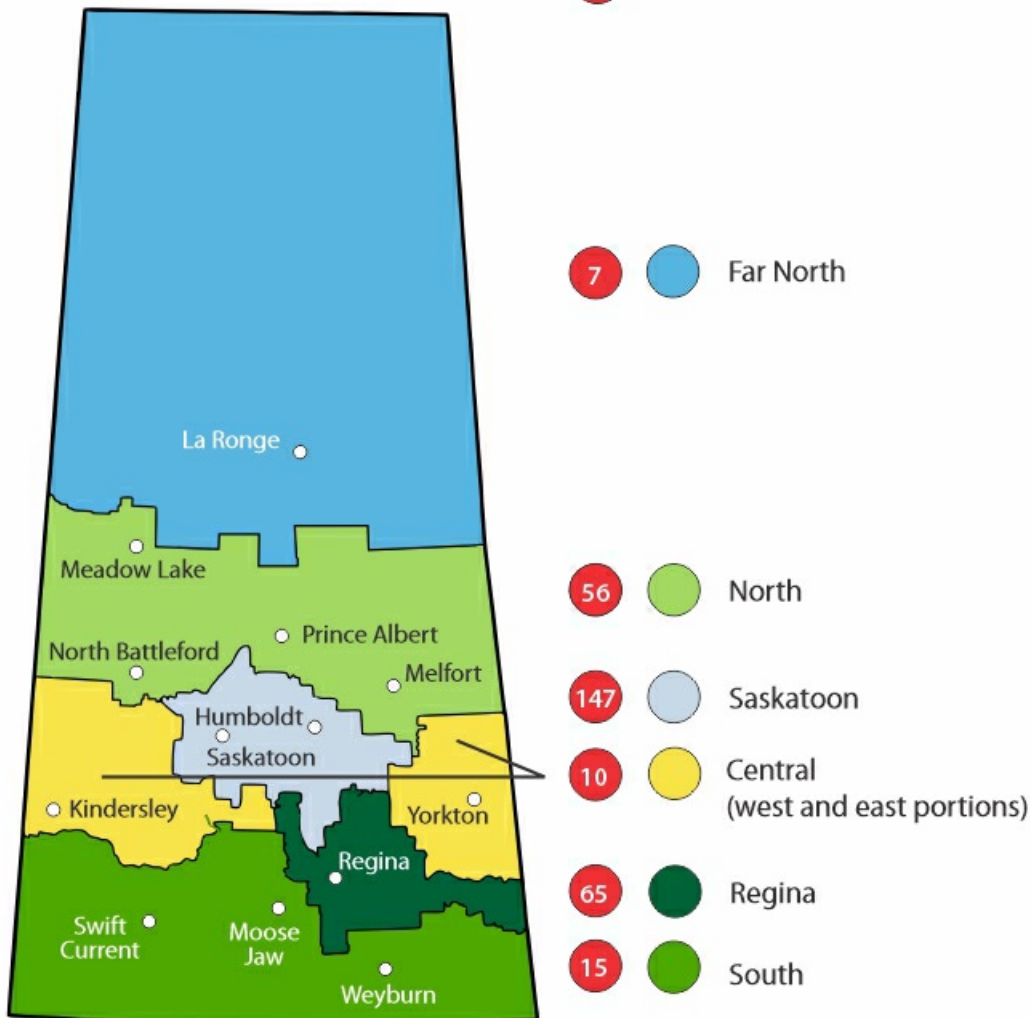 7 Far North
La Ronge
Meadow Lake
56 North
Prince Albert
North Battleford
Melfort
147 Saskatoon
Humboldt
Saskatoon
10 Central
(west and east portions)
Kindersley
Yorkton
Regina
65 Regina
Swift
Current
Moose
Jaw
15 South
Weyburn